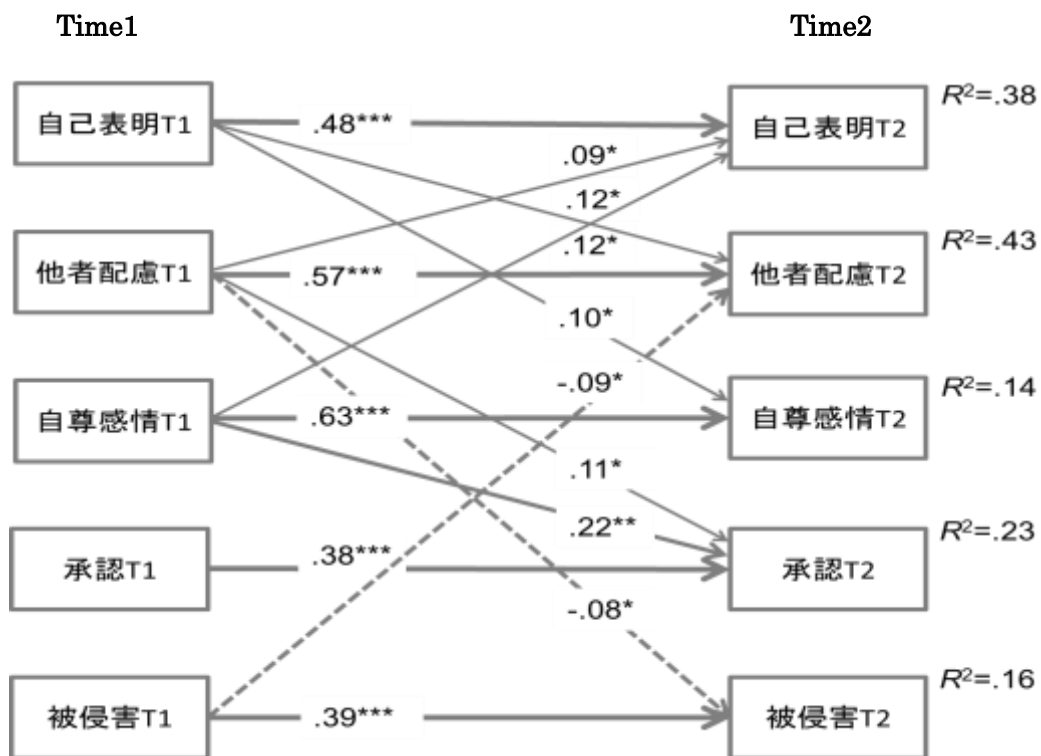 Time1
Time2
自己表明T1
.48***
自己表明T2
R²=.38
.09*
.12*
他者配慮T1
.57***
.12*
他者配慮T2
R²=.43
.10*
-.09*
自尊感情T1
.63***
自尊感情T2
R²=.14
.11*
.22**
承認T1
.38***
承認T2
R²=.23
-.08*
被侵害T1
.39***
被侵害T2
R²=.16